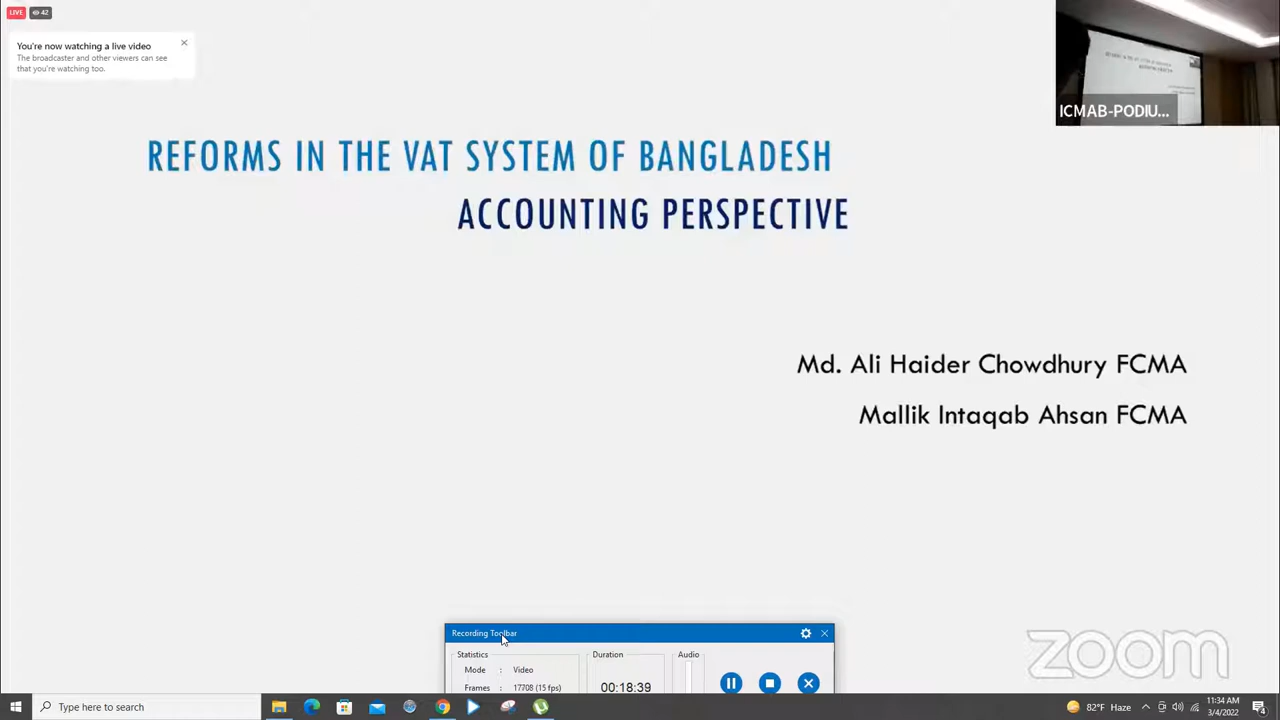 LIVE
42
You're now watching a live video
The broadcaster and other viewers can see
that you're watching too.
ICMAB-PODIU...
REFORMS IN THE VAT SYSTEM OF BANGLADESH
ACCOUNTING PERSPECTIVE
Md. Ali Haider Chowdhury FCMA
Mallik Intaqab Ahsan FCMA
Recording Toolbar
Statistics
Duration
Audio
Mode : Video
Frames : 17708 (15 fps)
00:18:39
zoom
Type here to search
82°F Haze
11:34 AM
3/4/2022
4